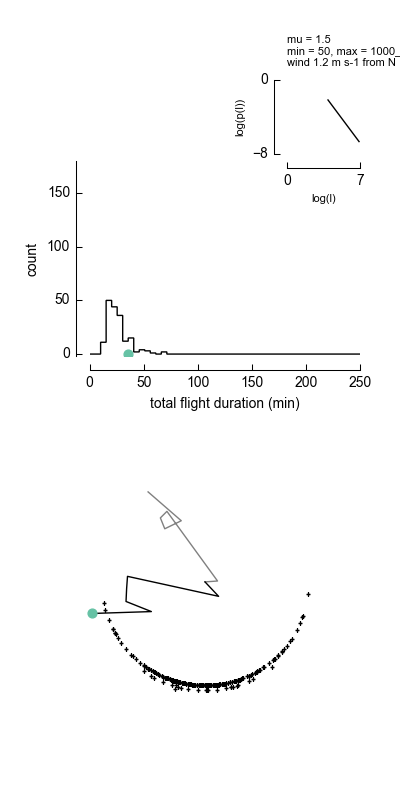 mu = 1.5
min = 50, max = 1000_
wind 1.2 m s-1 from N
0
log(p(l))
−8
0
7
log(l)
150
100
50
0
count
0
50
100
150
200
250
total flight duration (min)